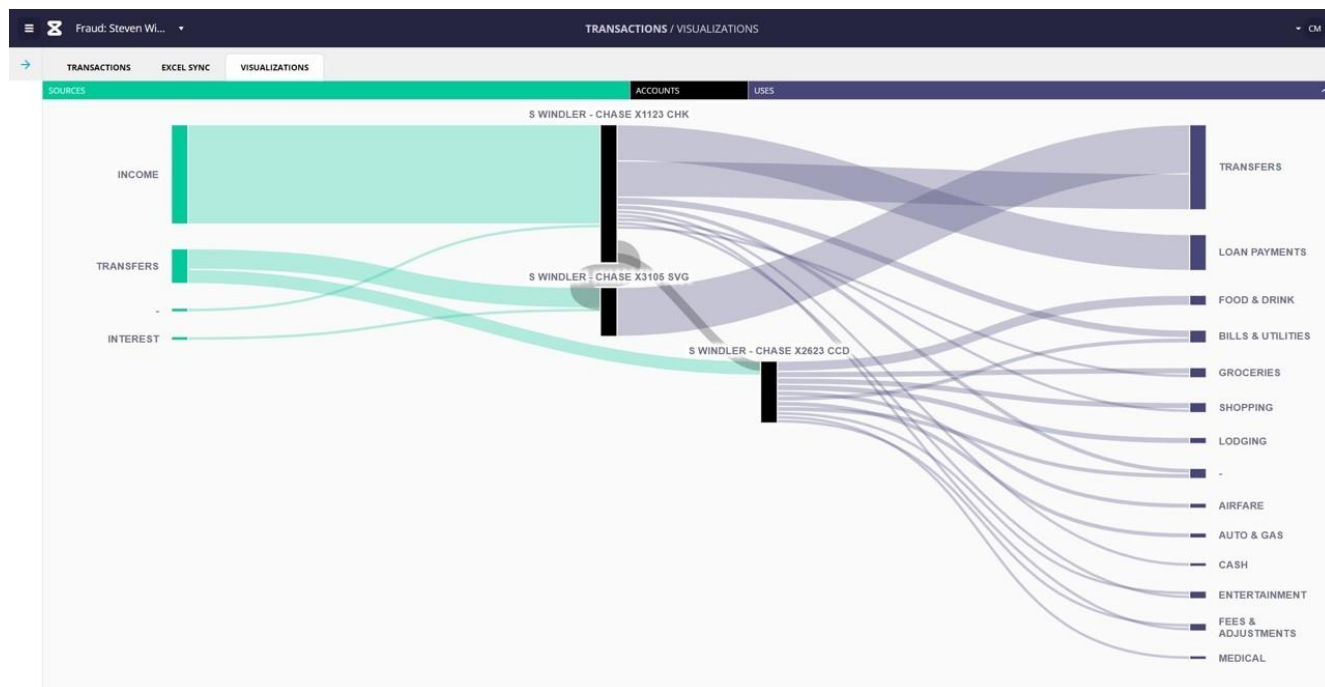 Fraud: Steven Wi...
TRANSACTIONS / VISUALIZATIONS
CM
TRANSACTIONS
EXCEL SYNC
VISUALIZATIONS
SOURCES
ACCOUNTS
USES
S WINDLER - CHASE X1123 CHK
INCOME
TRANSFERS
-
INTEREST
S WINDLER - CHASE X3105 SVG
S WINDLER - CHASE X2623 CCD
TRANSFERS
LOAN PAYMENTS
FOOD & DRINK
BILLS & UTILITIES
GROCERIES
SHOPPING
LODGING
-
AIRFARE
AUTO & GAS
CASH
ENTERTAINMENT
FEES &
ADJUSTMENTS
MEDICAL